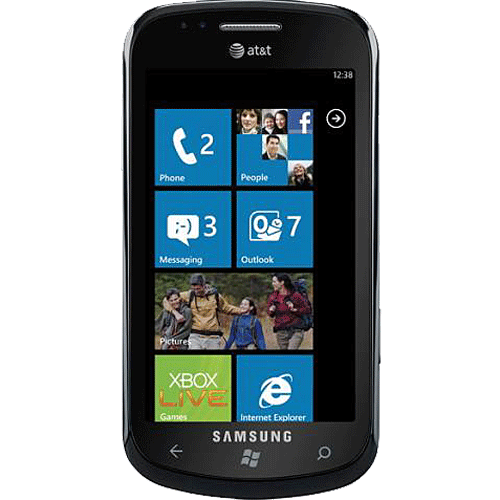 at&t
12:38
2
Phone
f
People
3
Messaging
7
Outlook
Pictures
XBOX
LIVE
Games
Internet Explorer
SAMSUNG